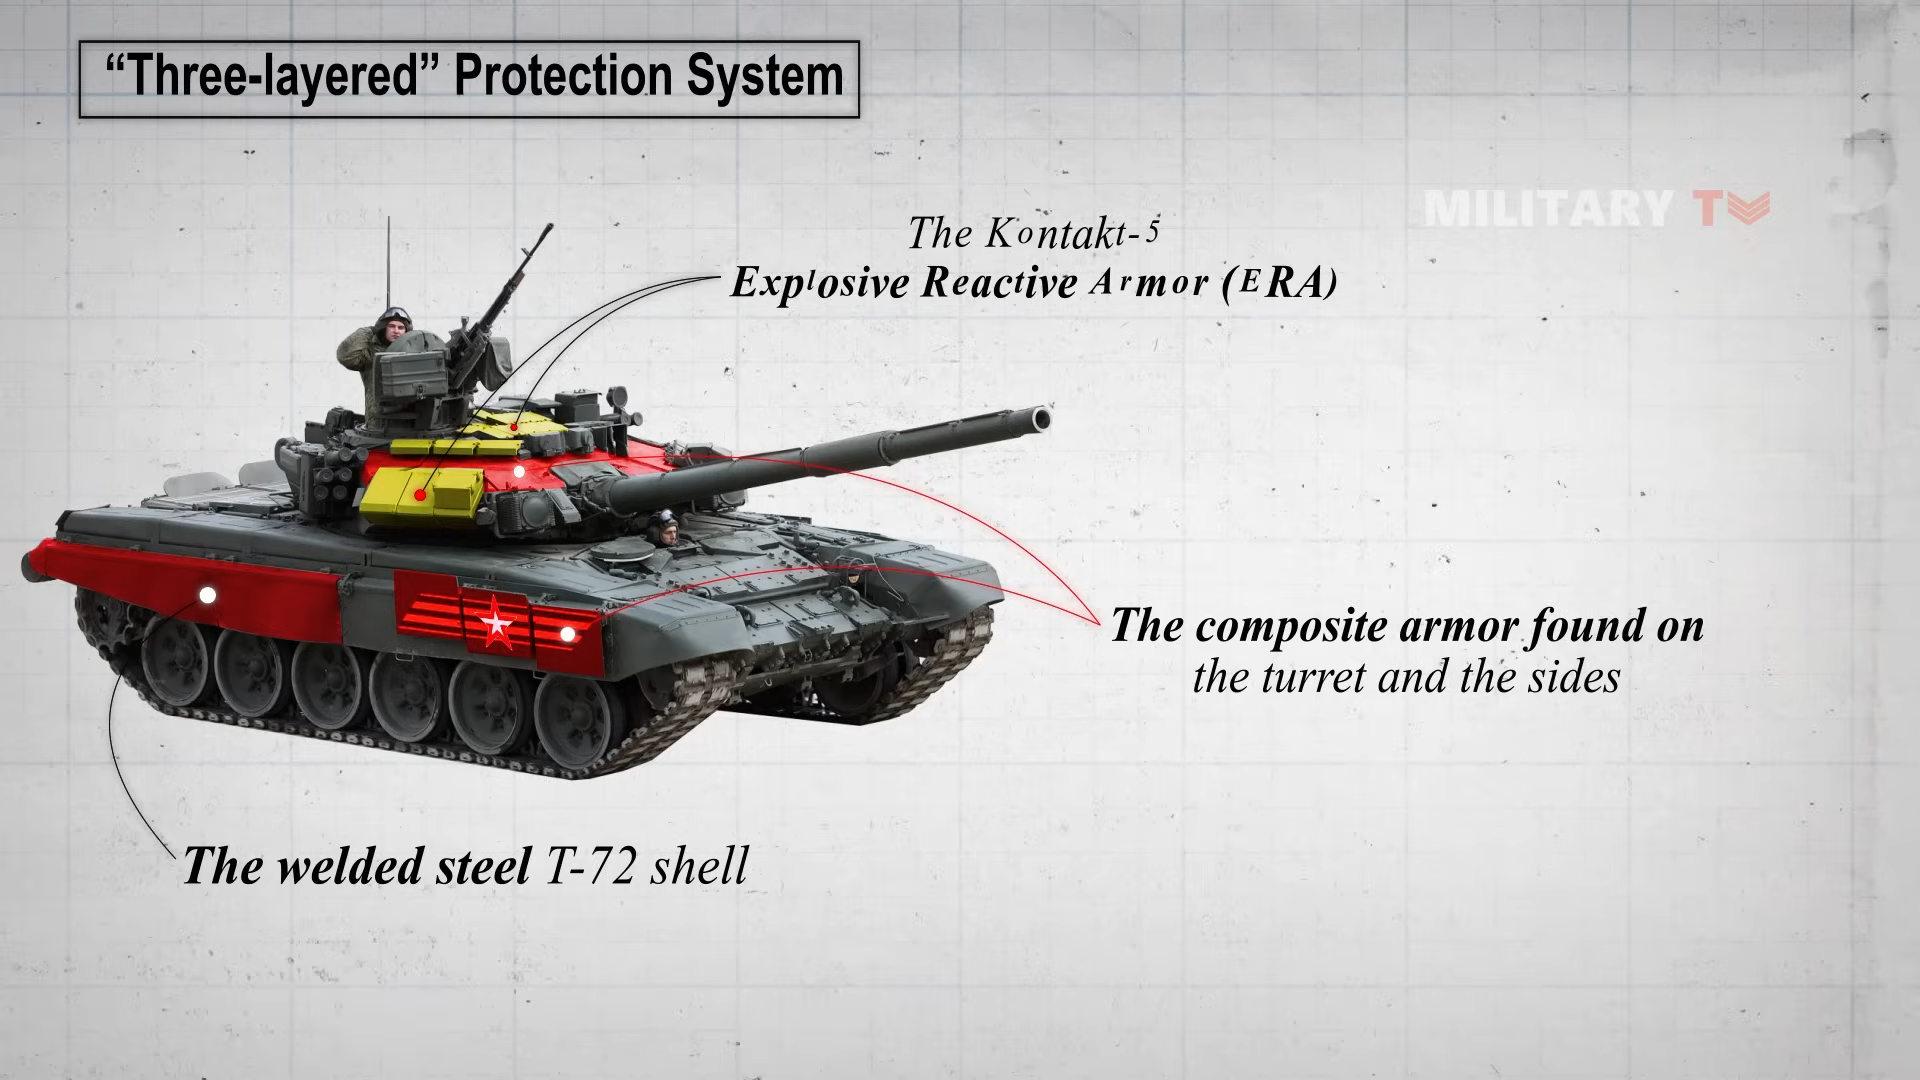 “Three-layered” Protection System
MILITARY TV
The Kontakt-5
Explosive Reactive Armor (ERA)
The composite armor found on
the turret and the sides
The welded steel T-72 shell